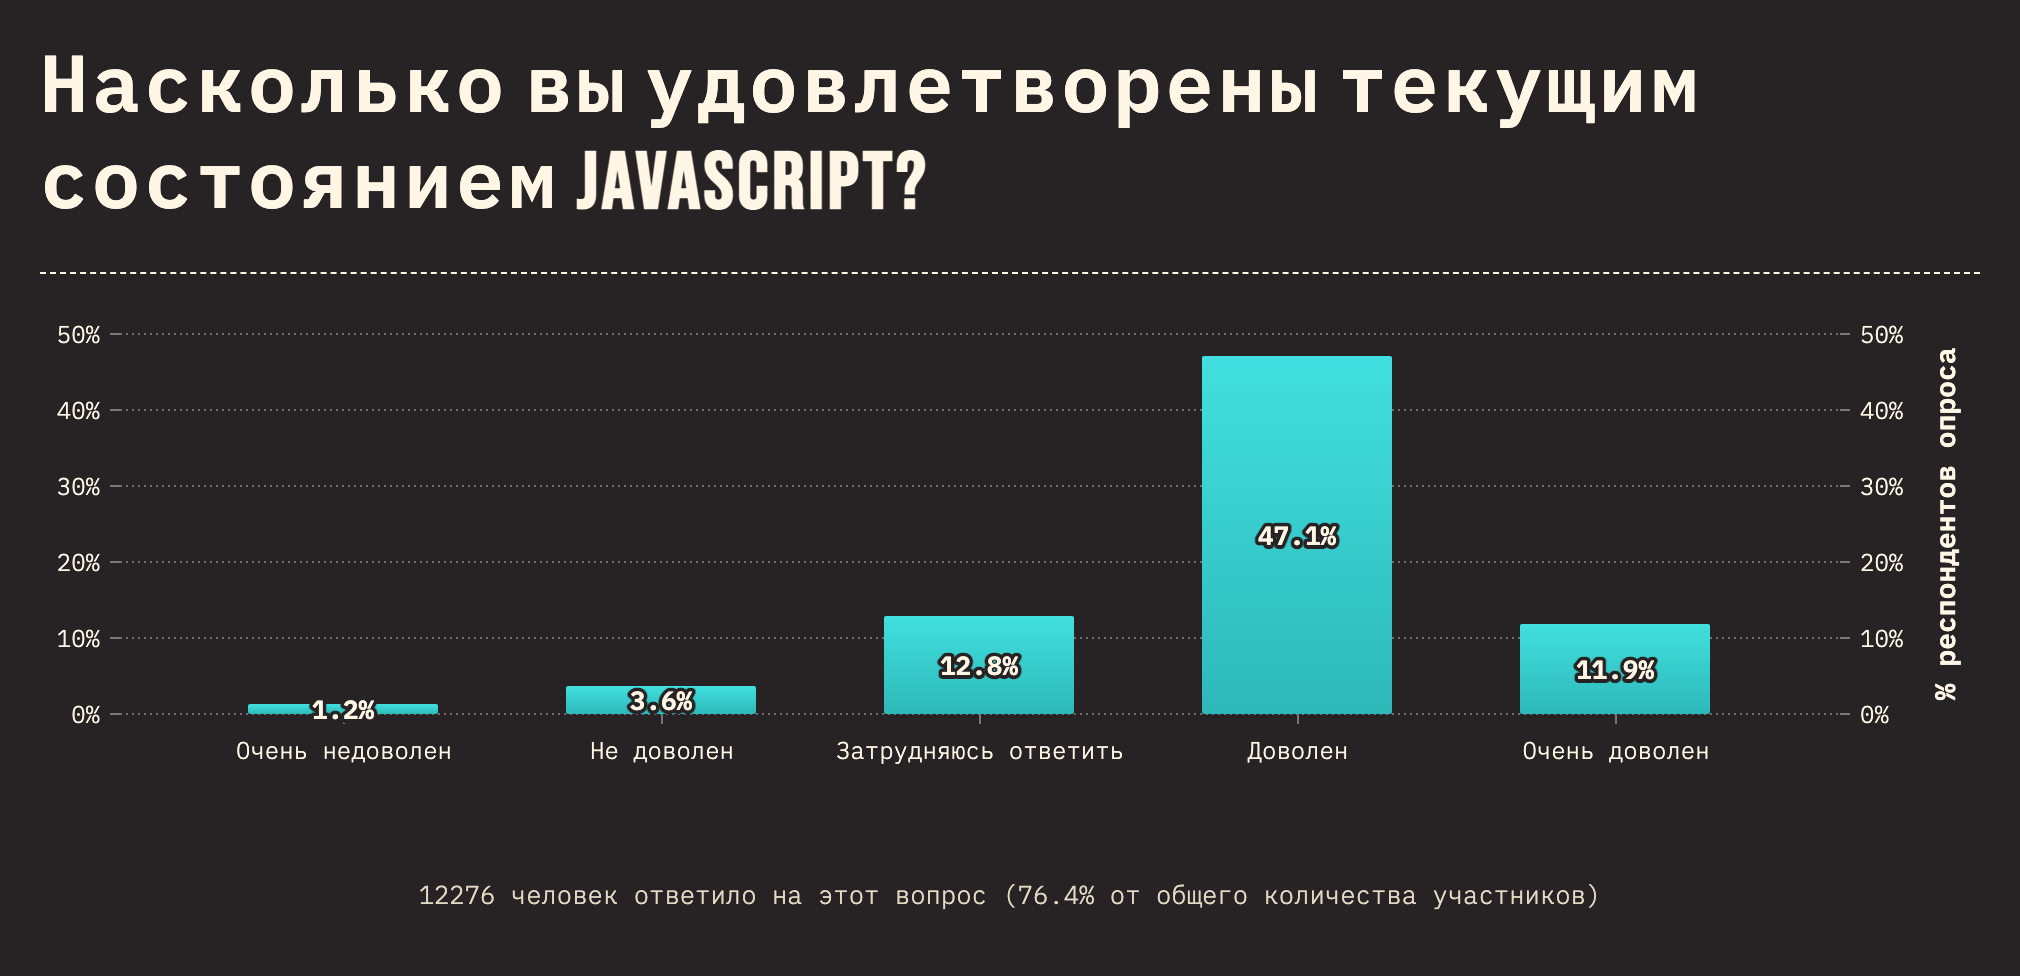 Насколько вы удовлетворены текущим
состоянием JAVASCRIPT?
50%
40%
30%
20%
10%
0%
50%
40%
30%
20%
10%
0%
% респондентов опроса
1.2%
3.6%
12.8%
47.1%
11.9%
Очень недоволен
Не доволен
Затрудняюсь ответить
Доволен
Очень доволен
12276 человек ответило на этот вопрос (76.4% от общего количества участников)